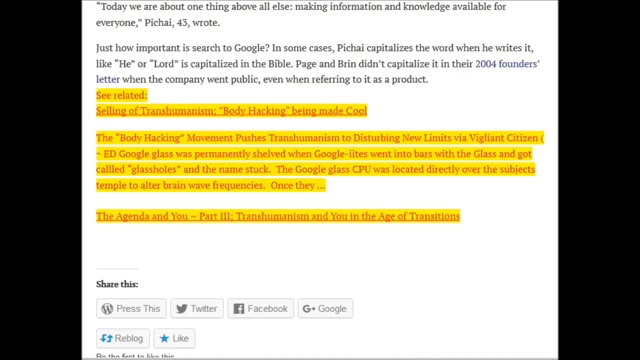 “Today we are about one thing above all else: making information and knowledge available for
everyone,” Pichai, 43, wrote.
Just how important is search to Google? In some cases, Pichai capitalizes the word when he writes it,
like “He” or “Lord” is capitalized in the Bible. Page and Brin didn’t capitalize it in their 2004 founders’
letter when the company went public, even when referring to it as a product.
See related:
Selling of Transhumanism; “Body Hacking” being made Cool
The “Body Hacking” Movement Pushes Transhumanism to Disturbing New Limits via Vigliant Citizen (
~ ED Google glass was permanently shelved when Google-iites went into bars with the Glass and got
callled “glassholes” and the name stuck. The Google glass CPU was located directly over the subjects
temple to alter brain wave frequencies. Once they ...
The Agenda and You ~ Part III; Transhumanism and You in the Age of Transitions
Share this:
Press This Twitter Facebook Google
Reblog Like
Be the first to like this.